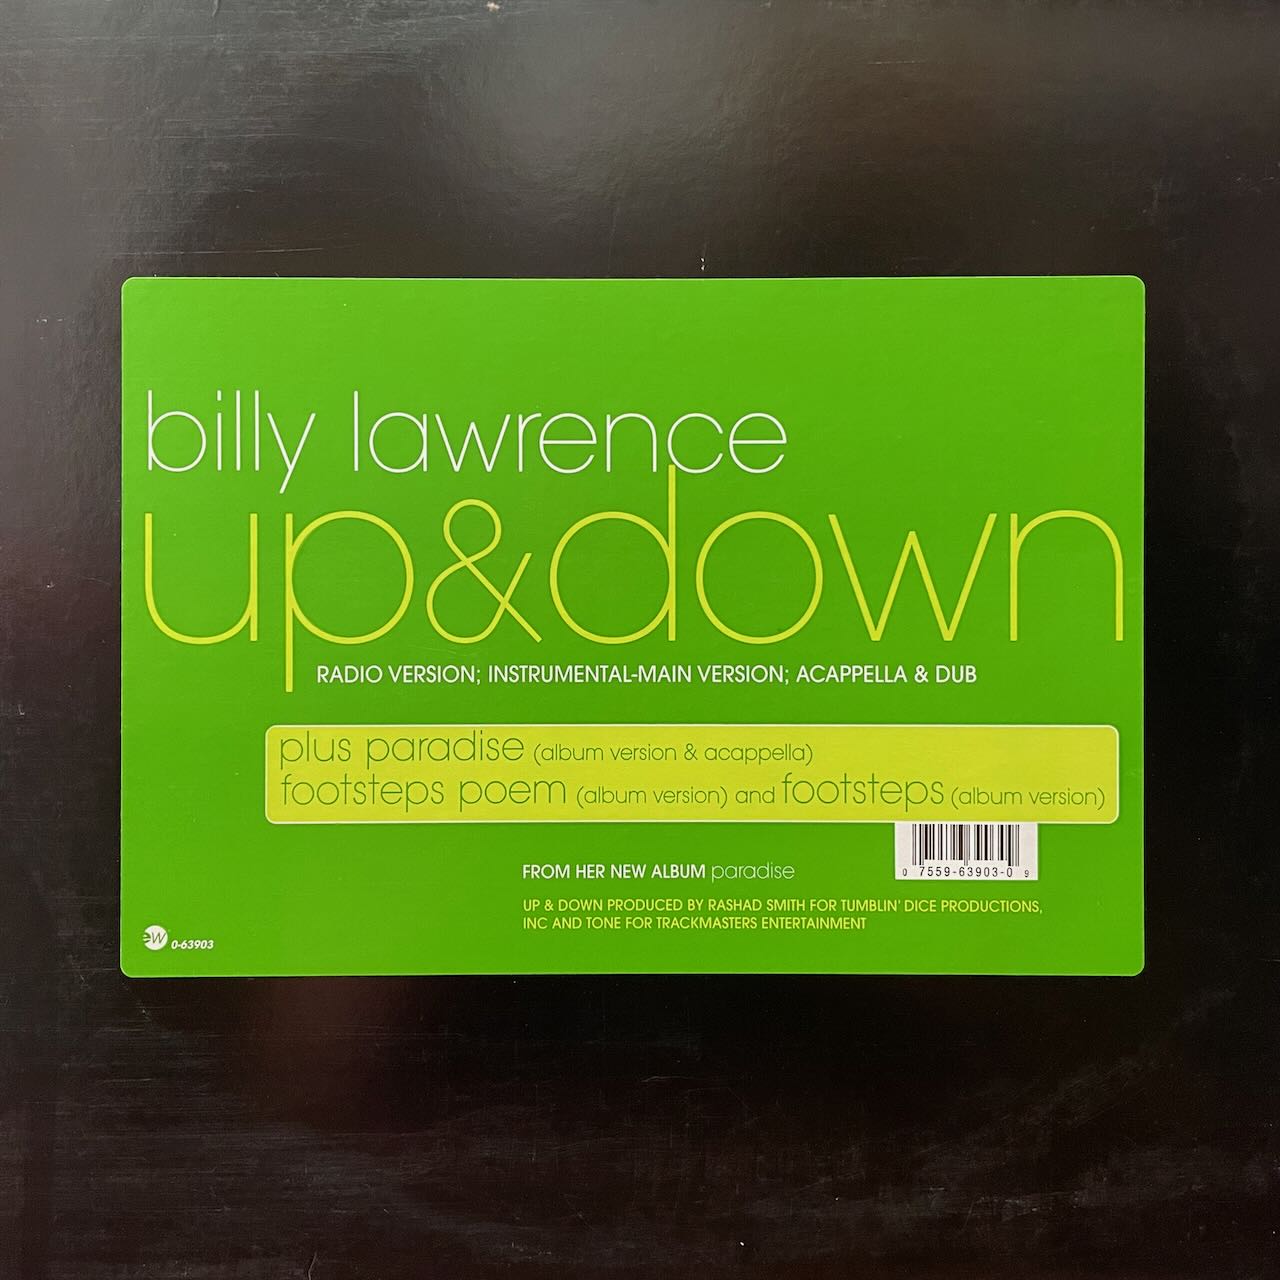 billy lawrence
up&down
RADIO VERSION; INSTRUMENTAL-MAIN VERSION; ACAPPELLA & DUB
plus paradise (album version & acappella)
footsteps poem (album version) and footsteps (album version)
0 7559-63903-0 9
FROM HER NEW ALBUM paradise
UP & DOWN PRODUCED BY RASHAD SMITH FOR TUMBLIN' DICE PRODUCTIONS,
INC AND TONE FOR TRACKMASTERS ENTERTAINMENT
eW 0-63903